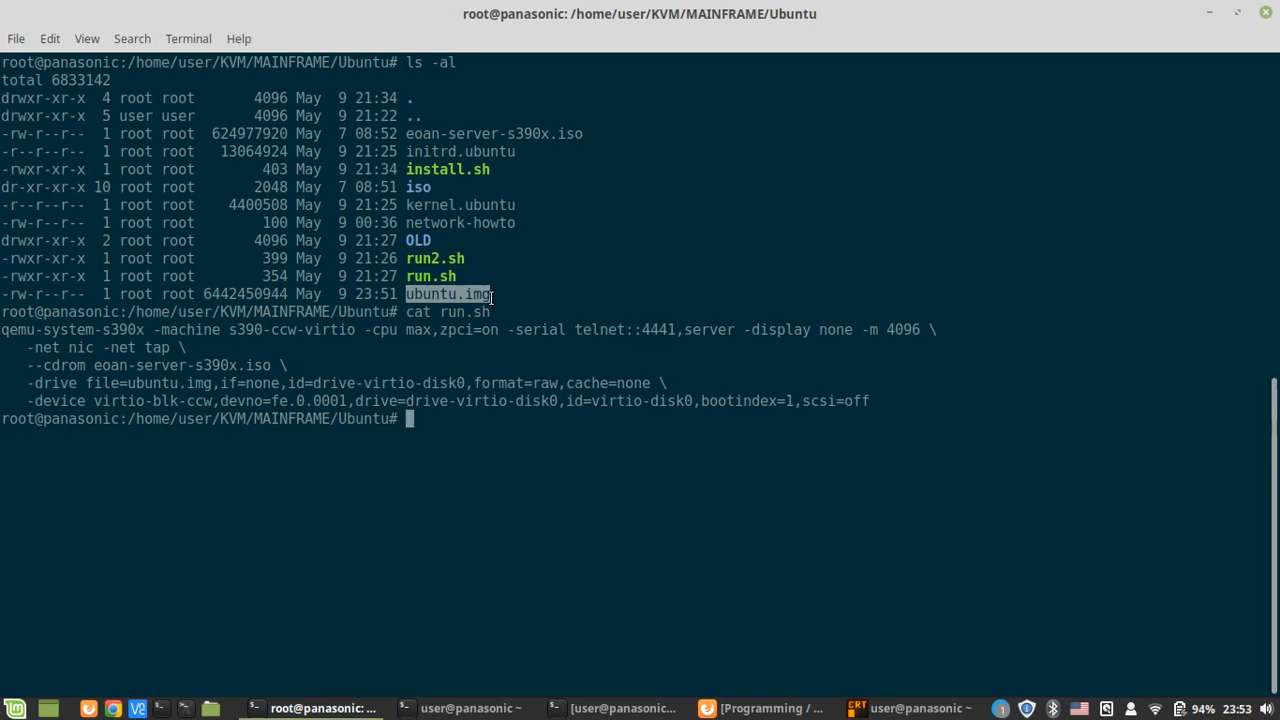 root@panasonic: /home/user/KVM/MAINFRAME/Ubuntu
File Edit View Search Terminal Help
root@panasonic:/home/user/KVM/MAINFRAME/Ubuntu# ls -al
total 6833142
drwxr-xr-x  4 root root       4096 May  9 21:34 .
drwxr-xr-x  5 user user       4096 May  9 21:22 ..
-rw-r--r--  1 root root  624977920 May  7 08:52 eoan-server-s390x.iso
-r--r--r--  1 root root   13064924 May  9 21:25 initrd.ubuntu
-rwxr-xr-x  1 root root        403 May  9 21:34 install.sh
dr-xr-xr-x 10 root root       2048 May  7 08:51 iso
-r--r--r--  1 root root    4400508 May  9 21:25 kernel.ubuntu
-rw-r--r--  1 root root        100 May  9 00:36 network-howto
drwxr-xr-x  2 root root       4096 May  9 21:27 OLD
-rwxr-xr-x  1 root root        399 May  9 21:26 run2.sh
-rwxr-xr-x  1 root root        354 May  9 21:27 run.sh
-rw-r--r--  1 root root 6442450944 May  9 23:51 ubuntu.img
root@panasonic:/home/user/KVM/MAINFRAME/Ubuntu# cat run.sh
qemu-system-s390x -machine s390-ccw-virtio -cpu max,zpci=on -serial telnet::4441,server -display none -m 4096 \
   -net nic -net tap \
   --cdrom eoan-server-s390x.iso \
   -drive file=ubuntu.img,if=none,id=drive-virtio-disk0,format=raw,cache=none \
   -device virtio-blk-ccw,devno=fe.0.0001,drive=drive-virtio-disk0,id=virtio-disk0,bootindex=1,scsi=off
root@panasonic:/home/user/KVM/MAINFRAME/Ubuntu#
root@panasonic: ... user@panasonic ~ [user@panasonic... [Programming / ... CRT user@panasonic ~ 1 94% 23:53